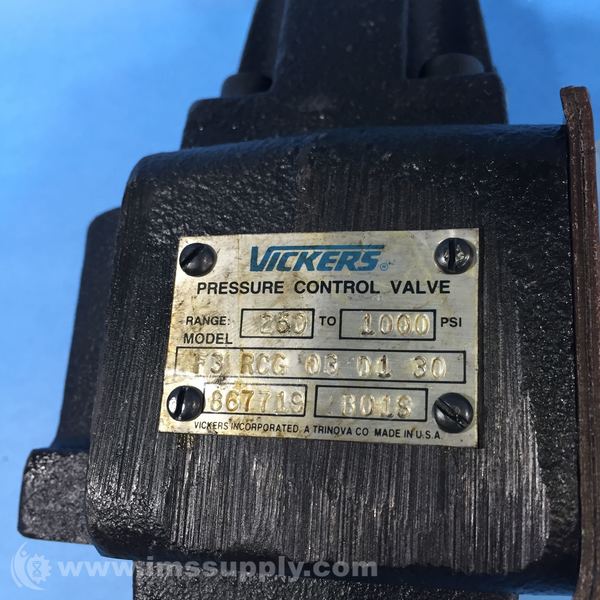 VICKERS®
PRESSURE CONTROL VALVE
RANGE: 250 TO 1000 PSI
MODEL
F3 RCG 03 D1 30
867719 B01S
VICKERS INCORPORATED, A TRINOVA CO. MADE IN U.S.A.
www.imssupply.com